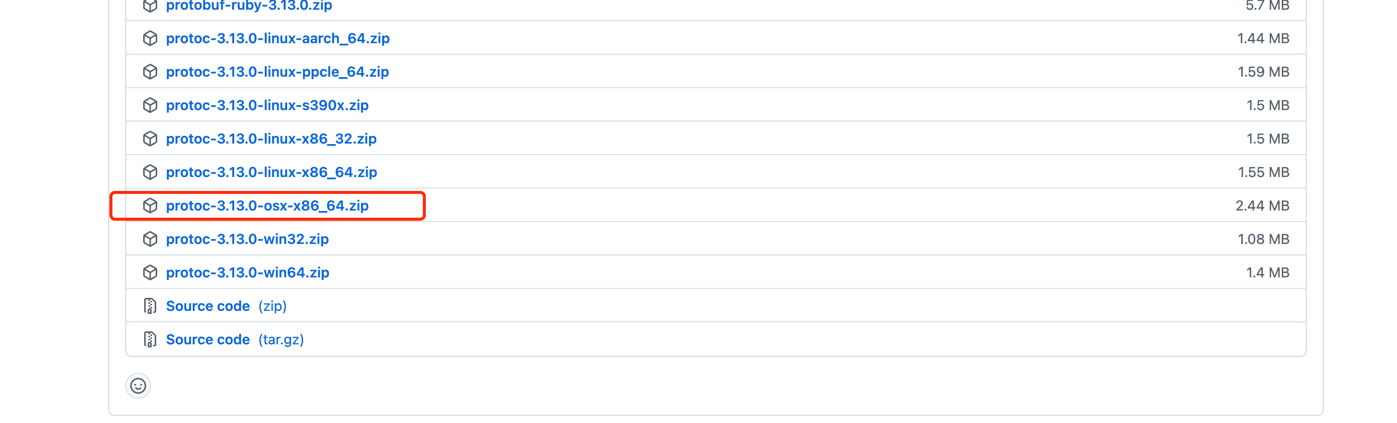 protobuf-ruby-3.13.0.zip 5.7 MB
protoc-3.13.0-linux-aarch_64.zip 1.44 MB
protoc-3.13.0-linux-ppcle_64.zip 1.59 MB
protoc-3.13.0-linux-s390x.zip 1.5 MB
protoc-3.13.0-linux-x86_32.zip 1.5 MB
protoc-3.13.0-linux-x86_64.zip 1.55 MB
protoc-3.13.0-osx-x86_64.zip 2.44 MB
protoc-3.13.0-win32.zip 1.08 MB
protoc-3.13.0-win64.zip 1.4 MB
Source code (zip)
Source code (tar.gz)